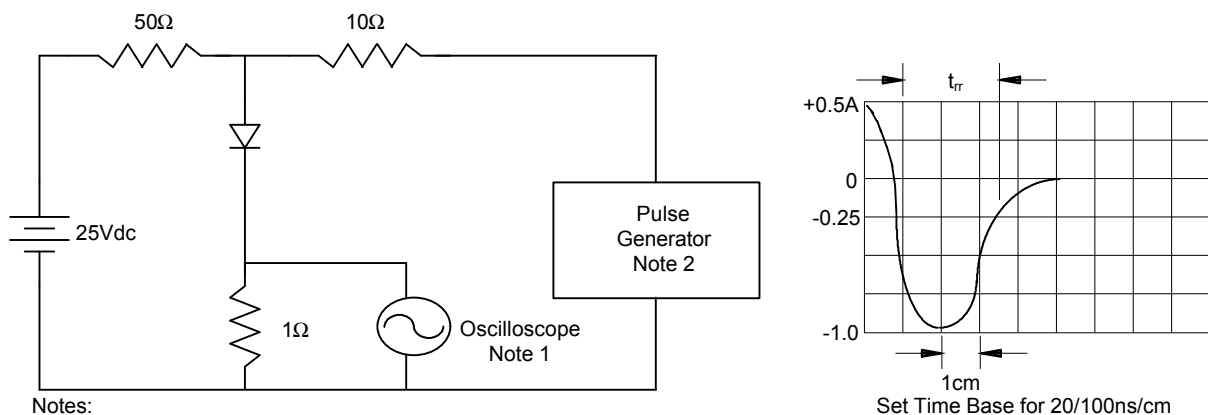 50Ω
10Ω
25Vdc
1Ω
Oscilloscope
Note 1
Pulse
Generator
Note 2
Notes:
trr
+0.5A
0
-0.25
-1.0
1cm
Set Time Base for 20/100ns/cm